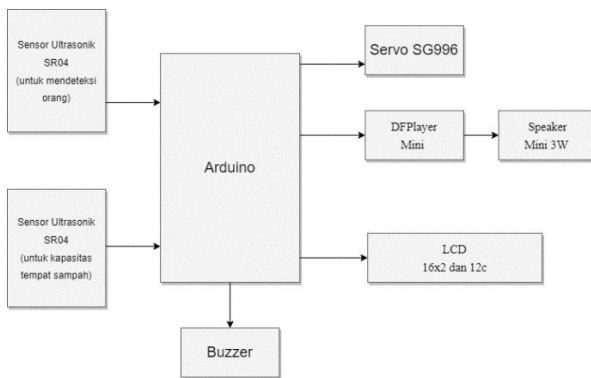 Sensor Ultrasonik
SR04
(untuk mendeteksi
orang)
Sensor Ultrasonik
SR04
(untuk kapasitas
tempat sampah)
Arduino
Servo SG996
DFPlayer
Mini
Speaker
Mini 3W
LCD
16x2 dan 12c
Buzzer